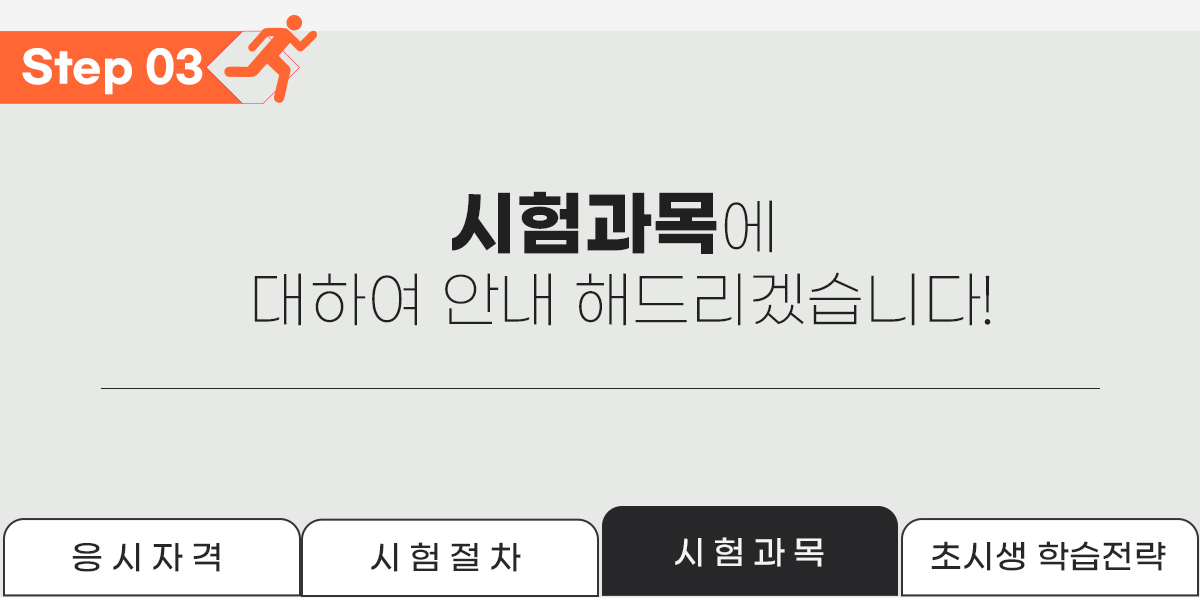 Step 03
시험과목에
대하여 안내 해드리겠습니다!
응시자격
시험절차
시험과목
초시생 학습전략